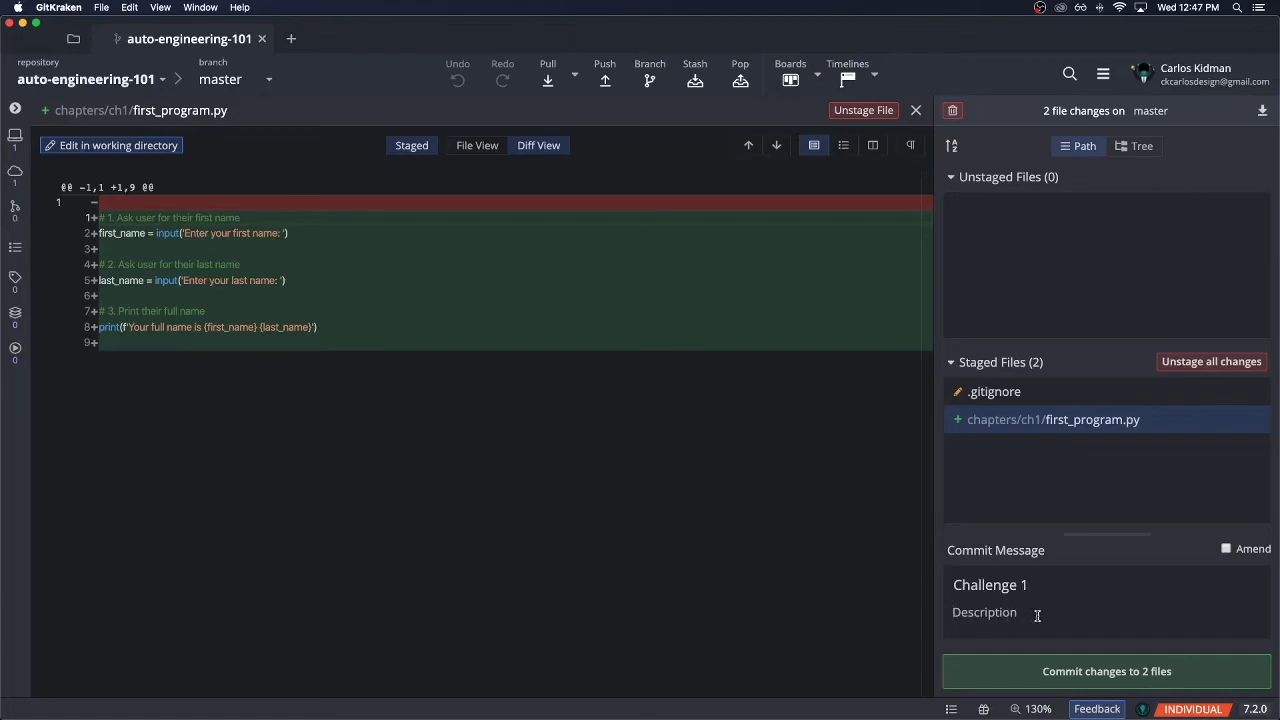 GitKraken File Edit View Window Help Wed 12:47 PM
auto-engineering-101
repository branch Undo Redo Pull Push Branch Stash Pop Boards Timelines
auto-engineering-101 master
Carlos Kidman
ckcarlosdesign@gmail.com
+ chapters/ch1/first_program.py Unstage File
2 file changes on master
Edit in working directory Staged File View Diff View
Path Tree
1
1
0
0
0
0
@@ -1,1 +1,9 @@
1 −
1+ # 1. Ask user for their first name
2+ first_name = input('Enter your first name: ')
3+
4+ # 2. Ask user for their last name
5+ last_name = input('Enter your last name: ')
6+
7+ # 3. Print their full name
8+ print(f'Your full name is {first_name} {last_name}')
9+
Unstaged Files (0)
Staged Files (2) Unstage all changes
.gitignore
+ chapters/ch1/first_program.py
Commit Message Amend
Challenge 1
Description
Commit changes to 2 files
130% Feedback INDIVIDUAL 7.2.0